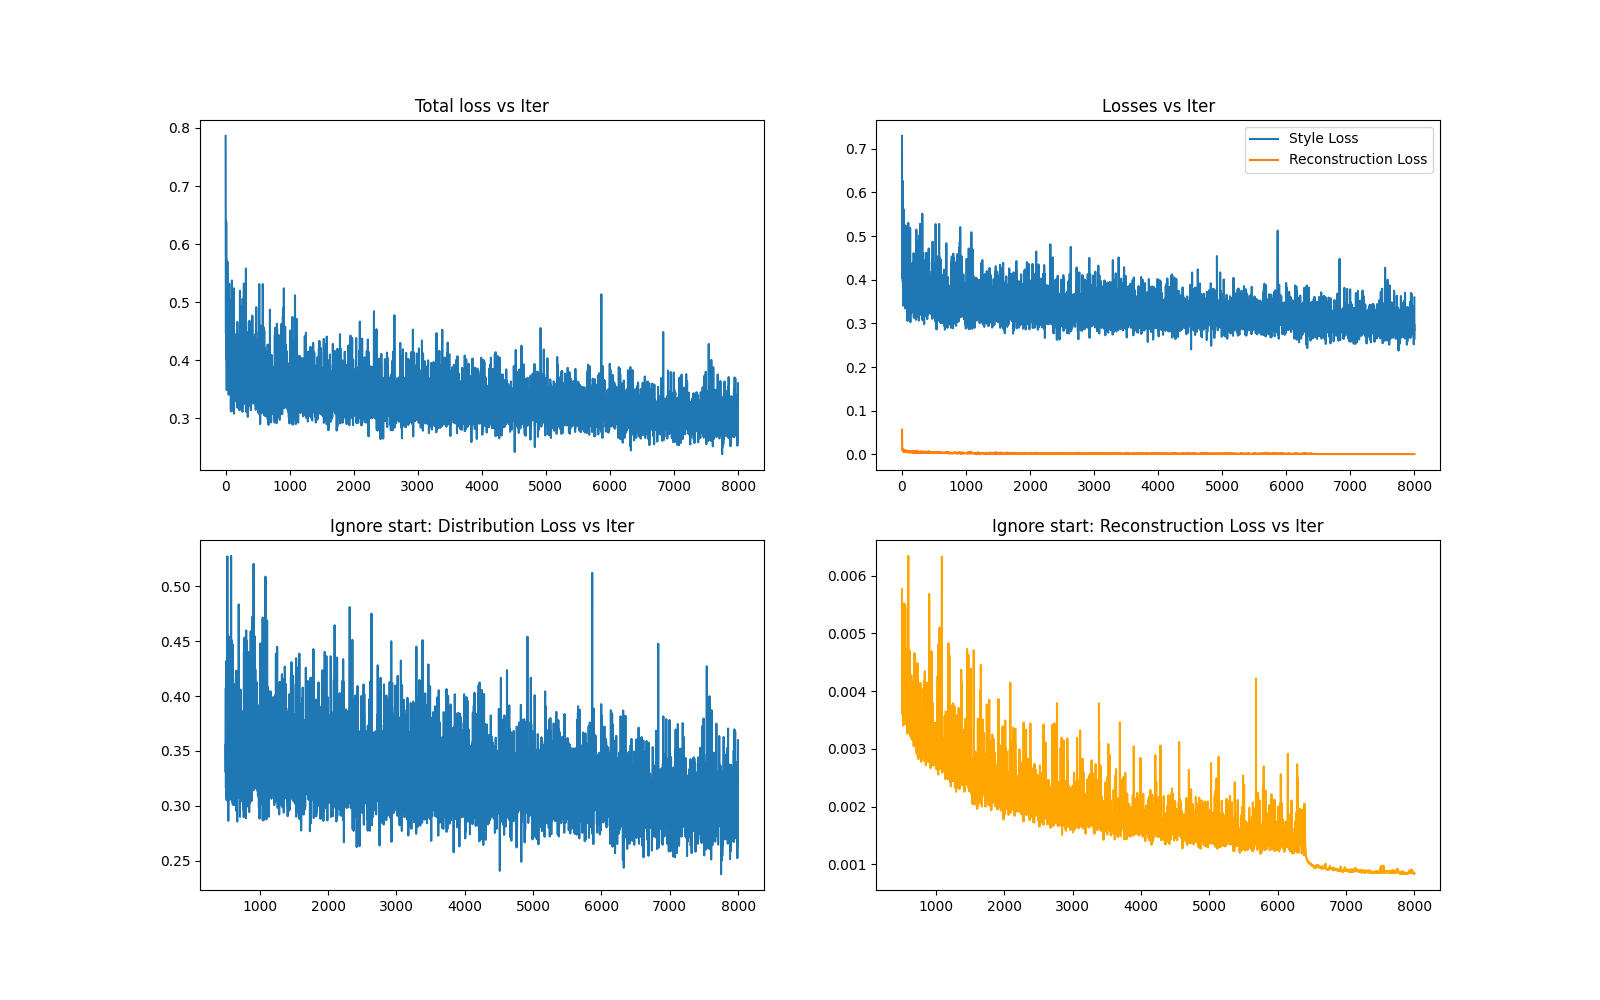 Total loss vs Iter
0.8
0.7
0.6
0.5
0.4
0.3
0 1000 2000 3000 4000 5000 6000 7000 8000
Losses vs Iter
Style Loss
Reconstruction Loss
0.7
0.6
0.5
0.4
0.3
0.2
0.1
0.0
0 1000 2000 3000 4000 5000 6000 7000 8000
Ignore start: Distribution Loss vs Iter
0.50
0.45
0.40
0.35
0.30
0.25
1000 2000 3000 4000 5000 6000 7000 8000
Ignore start: Reconstruction Loss vs Iter
0.006
0.005
0.004
0.003
0.002
0.001
1000 2000 3000 4000 5000 6000 7000 8000